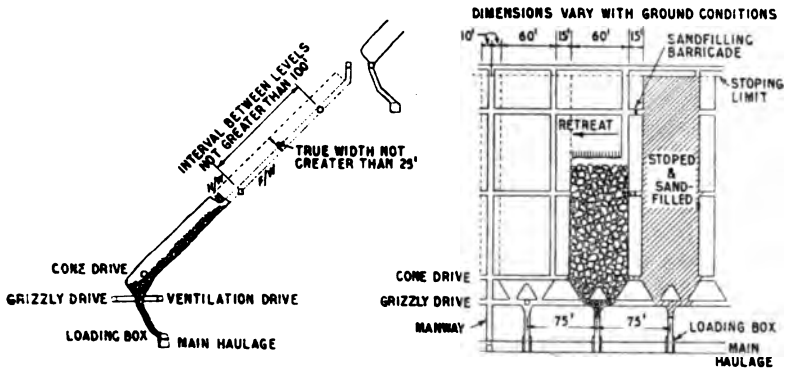 INTERVAL BETWEEN LEVELS
NOT GREATER THAN 100'
TRUE WIDTH NOT
GREATER THAN 25'
H/W
F/W
CONE DRIVE
GRIZZLY DRIVE
VENTILATION DRIVE
LOADING BOX
MAIN HAULAGE
DIMENSIONS VARY WITH GROUND CONDITIONS
10' 60' 15' 60' 15'
SANDFILLING
BARRICADE
STOPING
LIMIT
RETREAT
STOPED
&
SAND-
FILLED
CONE DRIVE
GRIZZLY DRIVE
75' 75'
MANWAY
LOADING BOX
MAIN
HAULAGE